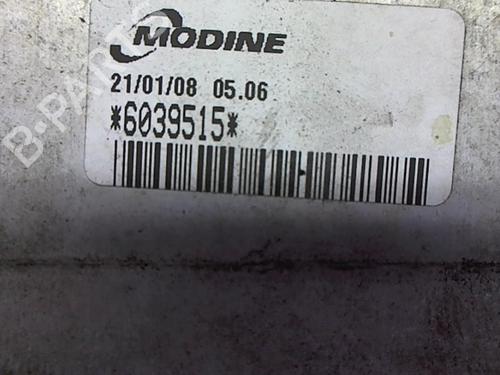 MODINE
21/01/08 05.06
*6039515*
B-PARTS